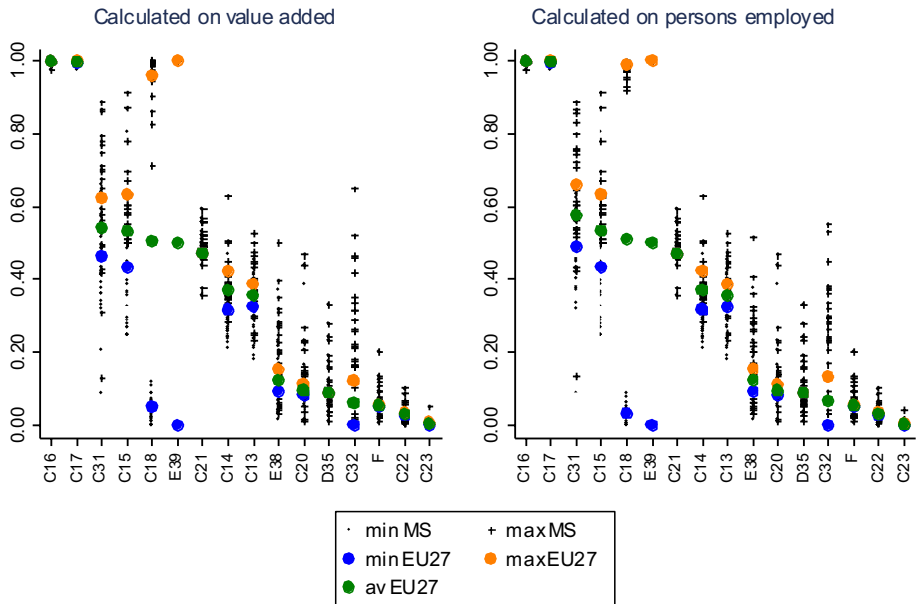 Calculated on value added
Calculated on persons employed
1.00
0.80
0.60
0.40
0.20
0.00
C16 C17 C31 C15 C18 E39 C21 C14 C13 E38 C20 D35 C32 F C22 C23
1.00
0.80
0.60
0.40
0.20
0.00
C16 C17 C31 C15 C18 E39 C21 C14 C13 E38 C20 D35 C32 F C22 C23
min MS
max MS
min EU27
max EU27
av EU27